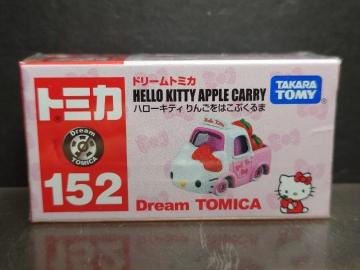 ドリームトミカ
HELLO KITTY APPLE CARRY
ハローキティ りんごをはこぶくるま
TAKARA TOMY
トミカ
Dream TOMICA
152
Dream TOMICA